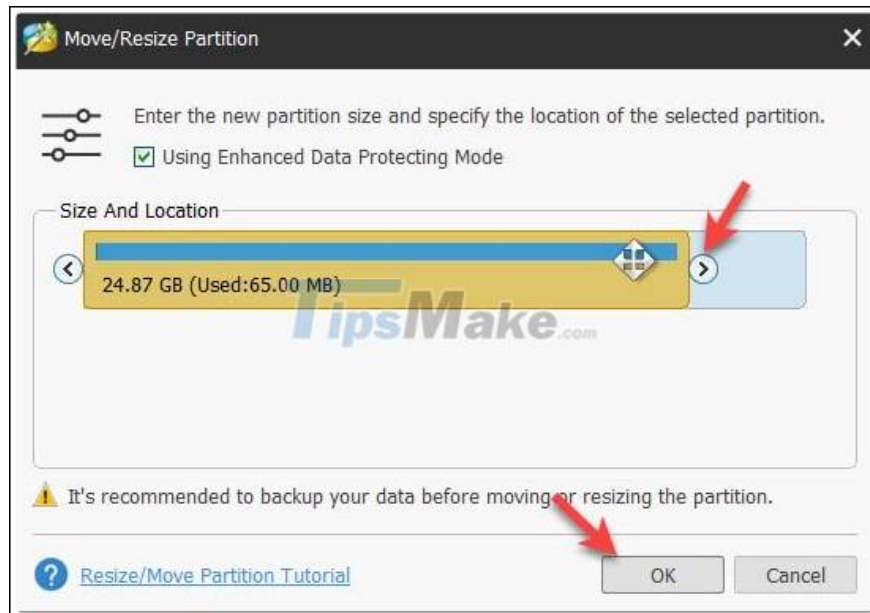 Move/Resize Partition
Enter the new partition size and specify the location of the selected partition.
Using Enhanced Data Protecting Mode
Size And Location
24.87 GB (Used:65.00 MB)
TipsMake.com
It's recommended to backup your data before moving or resizing the partition.
Resize/Move Partition Tutorial
OK
Cancel